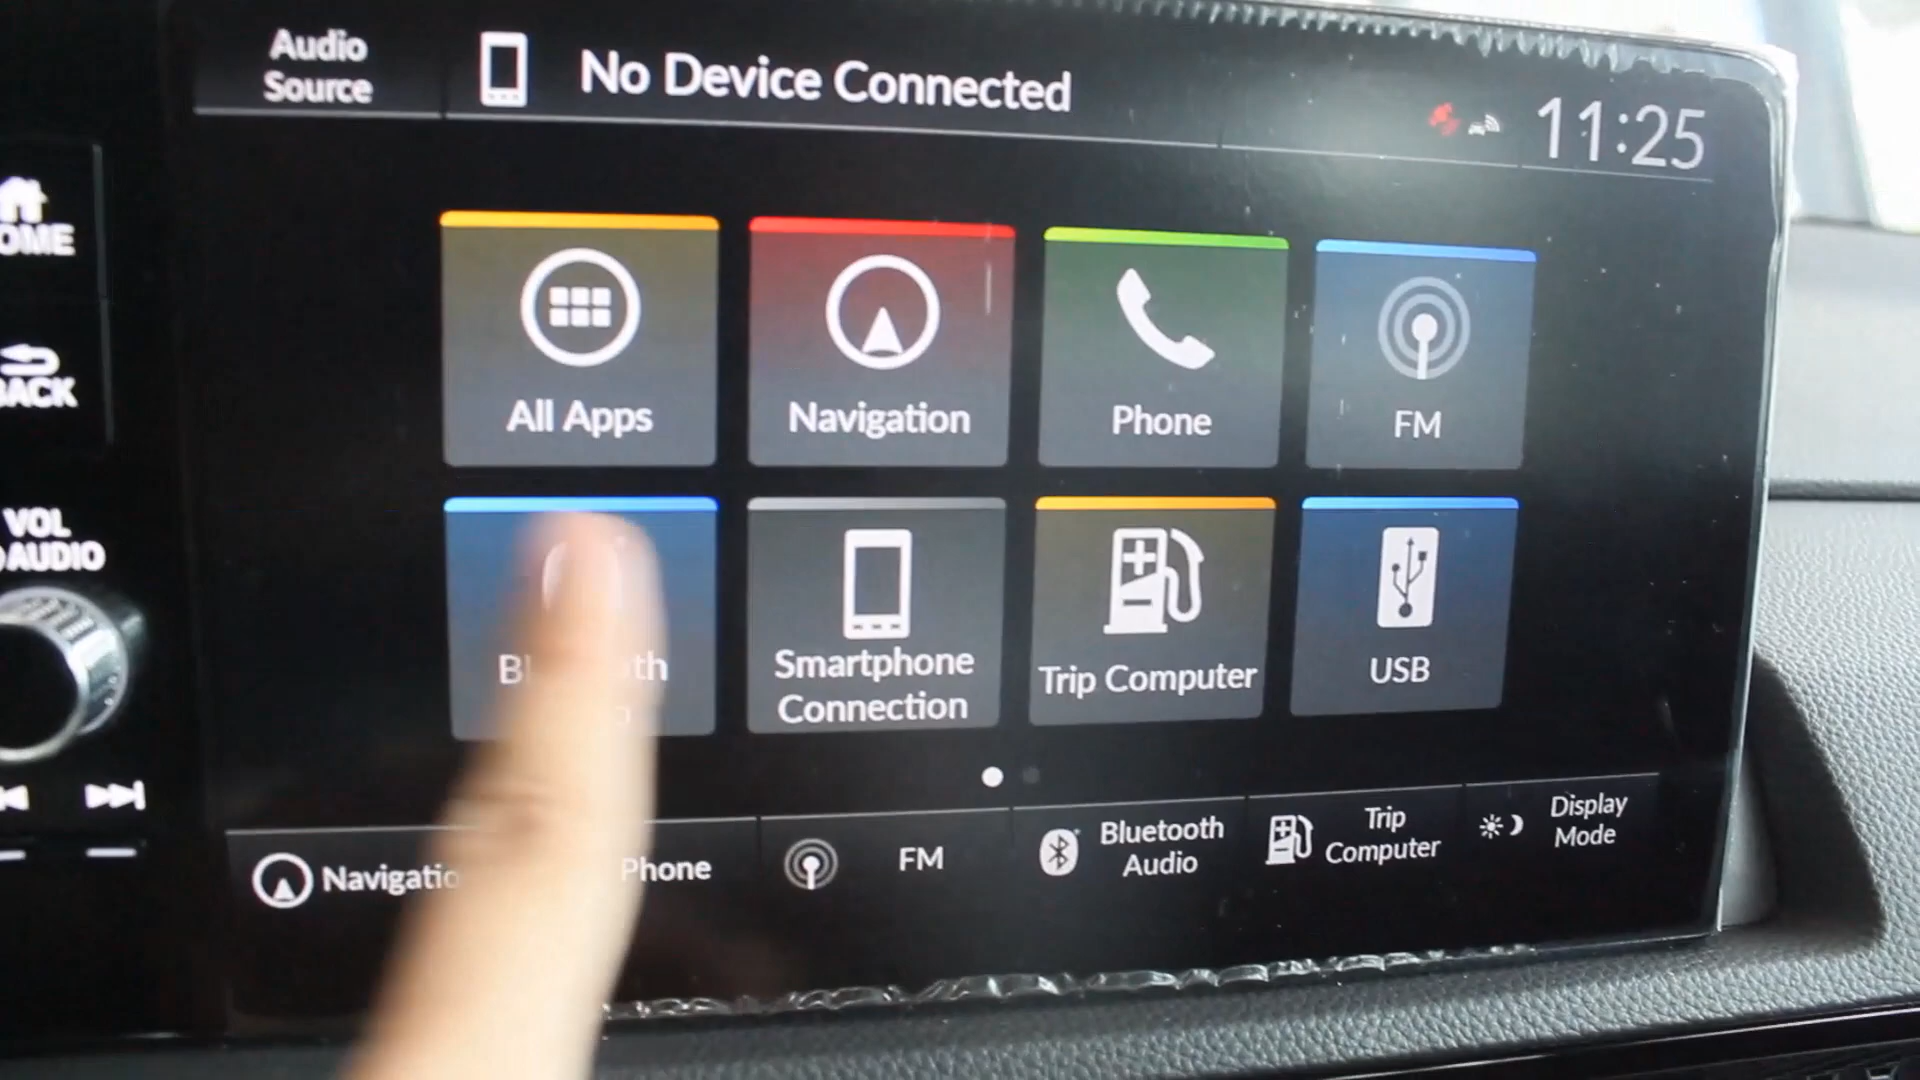 Audio
Source
No Device Connected
11:25
All Apps
Navigation
Phone
FM
Smartphone
Connection
Trip Computer
USB
VOL
AUDIO
Phone
FM
Bluetooth
Audio
Trip
Computer
Display
Mode